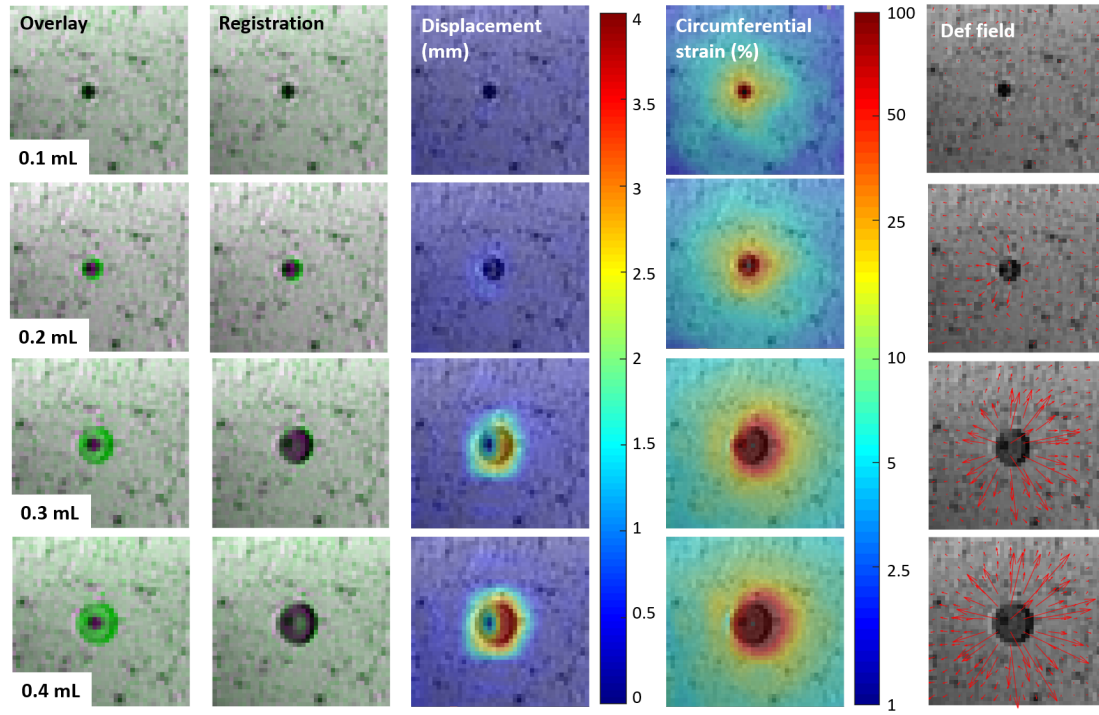 Overlay
Registration
Displacement
(mm)
Circumferential
strain (%)
Def field
0.1 mL
0.2 mL
0.3 mL
0.4 mL
4
3.5
3
2.5
2
1.5
1
0.5
0
100
50
25
10
5
2.5
1